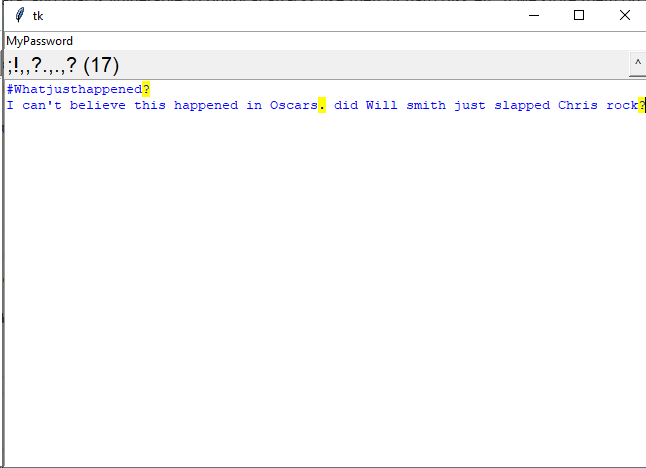 tk
MyPassword
;!,,?.,.,? (17)
^
#Whatjusthappened?
I can't believe this happened in Oscars. did Will smith just slapped Chris rock?